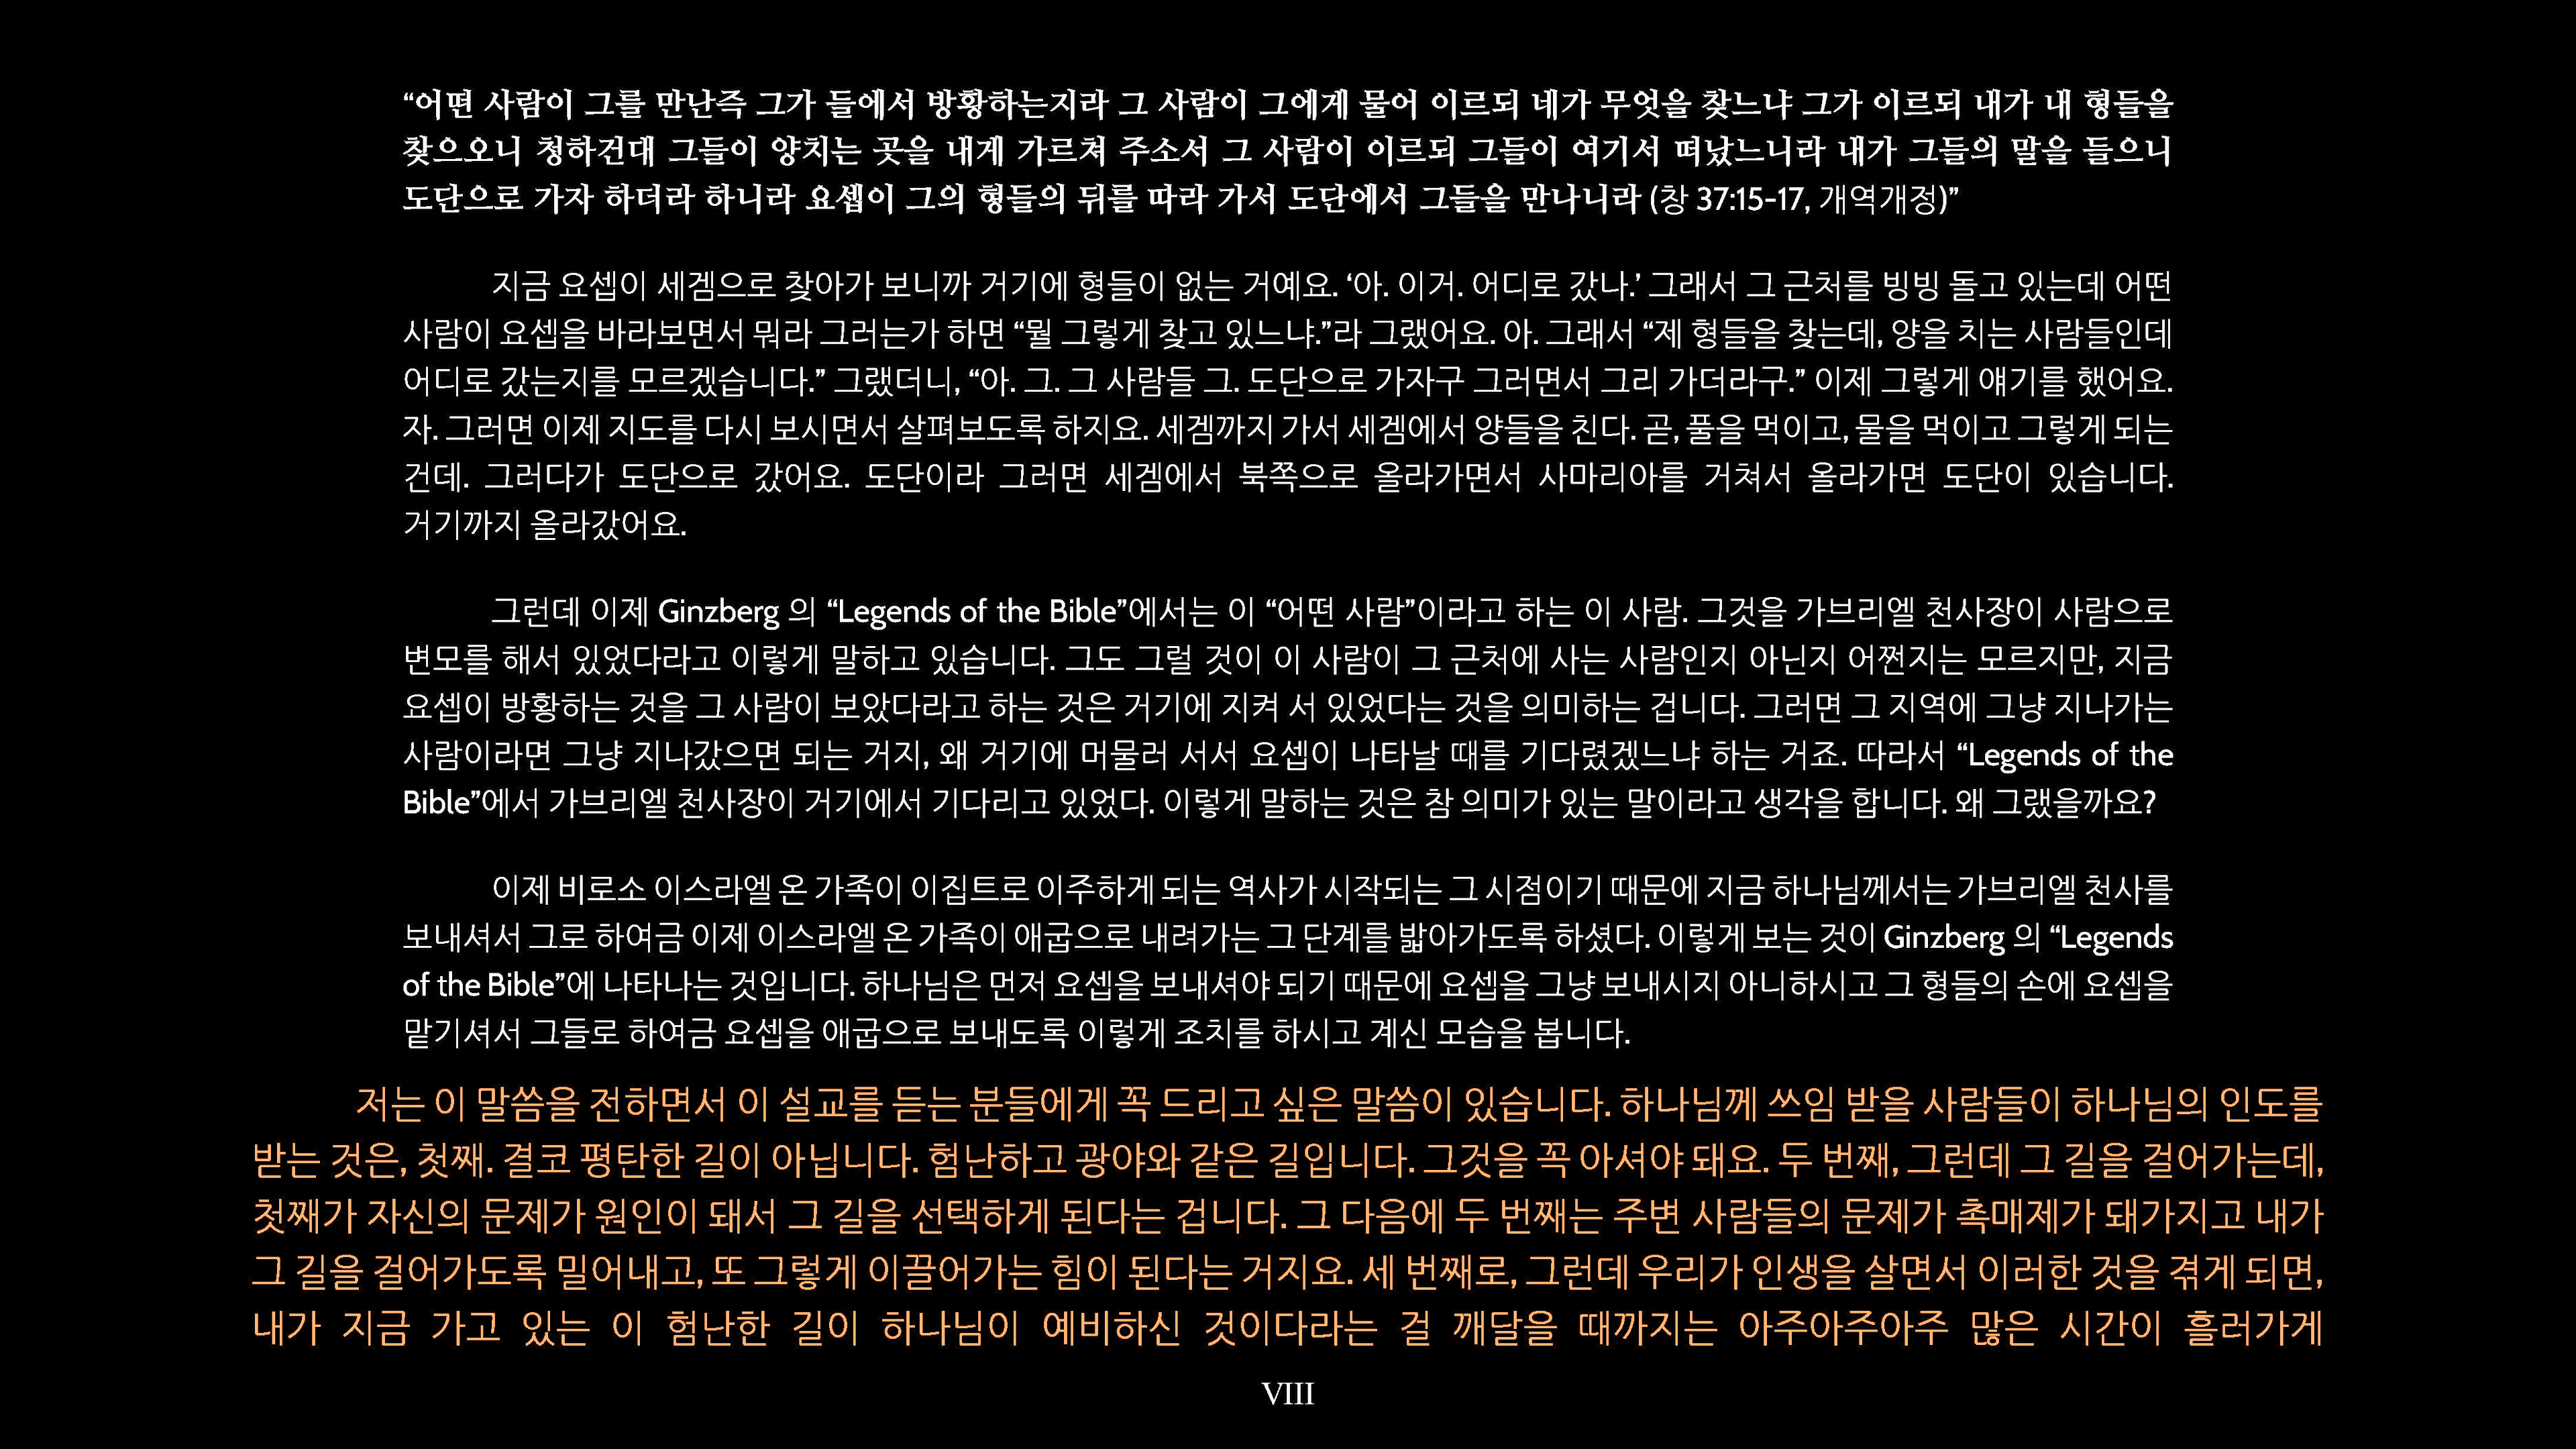 “어떤 사람이 그를 만난즉 그가 들에서 방황하는지라 그 사람이 그에게 물어 이르되 네가 무엇을 찾느냐 그가 이르되 내가 내 형들을
찾으오니 청하건대 그들이 양치는 곳을 내게 가르쳐 주소서 그 사람이 이르되 그들이 여기서 떠났느니라 내가 그들의 말을 들으니
도단으로 가자 하더라 하니라 요셉이 그의 형들의 뒤를 따라 가서 도단에서 그들을 만나니라 (창 37:15-17, 개역개정)”
지금 요셉이 세겜으로 찾아가 보니까 거기에 형들이 없는 거예요. ‘아. 이거. 어디로 갔나.’ 그래서 그 근처를 빙빙 돌고 있는데 어떤
사람이 요셉을 바라보면서 뭐라 그러는가 하면 “뭘 그렇게 찾고 있느냐.”라 그랬어요. 아. 그래서 “제 형들을 찾는데, 양을 치는 사람들인데
어디로 갔는지를 모르겠습니다.” 그랬더니, “아. 그. 그 사람들 그. 도단으로 가자구 그러면서 그리 가더라구.” 이제 그렇게 얘기를 했어요.
자. 그러면 이제 지도를 다시 보시면서 살펴보도록 하지요. 세겜까지 가서 세겜에서 양들을 친다. 곧, 풀을 먹이고, 물을 먹이고 그렇게 되는
건데. 그러다가 도단으로 갔어요. 도단이라 그러면 세겜에서 북쪽으로 올라가면서 사마리아를 거쳐서 올라가면 도단이 있습니다.
거기까지 올라갔어요.
그런데 이제 Ginzberg 의 “Legends of the Bible”에서는 이 “어떤 사람”이라고 하는 이 사람. 그것을 가브리엘 천사장이 사람으로
변모를 해서 있었다라고 이렇게 말하고 있습니다. 그도 그럴 것이 이 사람이 그 근처에 사는 사람인지 아닌지 어쩐지는 모르지만, 지금
요셉이 방황하는 것을 그 사람이 보았다라고 하는 것은 거기에 지켜 서 있었다는 것을 의미하는 겁니다. 그러면 그 지역에 그냥 지나가는
사람이라면 그냥 지나갔으면 되는 거지, 왜 거기에 머물러 서서 요셉이 나타날 때를 기다렸겠느냐 하는 거죠. 따라서 “Legends of the
Bible”에서 가브리엘 천사장이 거기에서 기다리고 있었다. 이렇게 말하는 것은 참 의미가 있는 말이라고 생각을 합니다. 왜 그랬을까요?
이제 비로소 이스라엘 온 가족이 이집트로 이주하게 되는 역사가 시작되는 그 시점이기 때문에 지금 하나님께서는 가브리엘 천사를
보내셔서 그로 하여금 이제 이스라엘 온 가족이 애굽으로 내려가는 그 단계를 밟아가도록 하셨다. 이렇게 보는 것이 Ginzberg 의 “Legends
of the Bible”에 나타나는 것입니다. 하나님은 먼저 요셉을 보내셔야 되기 때문에 요셉을 그냥 보내시지 아니하시고 그 형들의 손에 요셉을
맡기셔서 그들로 하여금 요셉을 애굽으로 보내도록 이렇게 조치를 하시고 계신 모습을 봅니다.
저는 이 말씀을 전하면서 이 설교를 듣는 분들에게 꼭 드리고 싶은 말씀이 있습니다. 하나님께 쓰임 받을 사람들이 하나님의 인도를
받는 것은, 첫째. 결코 평탄한 길이 아닙니다. 험난하고 광야와 같은 길입니다. 그것을 꼭 아셔야 돼요. 두 번째, 그런데 그 길을 걸어가는데,
첫째가 자신의 문제가 원인이 돼서 그 길을 선택하게 된다는 겁니다. 그 다음에 두 번째는 주변 사람들의 문제가 촉매제가 돼가지고 내가
그 길을 걸어가도록 밀어내고, 또 그렇게 이끌어가는 힘이 된다는 거지요. 세 번째로, 그런데 우리가 인생을 살면서 이러한 것을 겪게 되면,
내가 지금 가고 있는 이 험난한 길이 하나님이 예비하신 것이다라는 걸 깨달을 때까지는 아주아주아주 많은 시간이 흘러가게
VIII